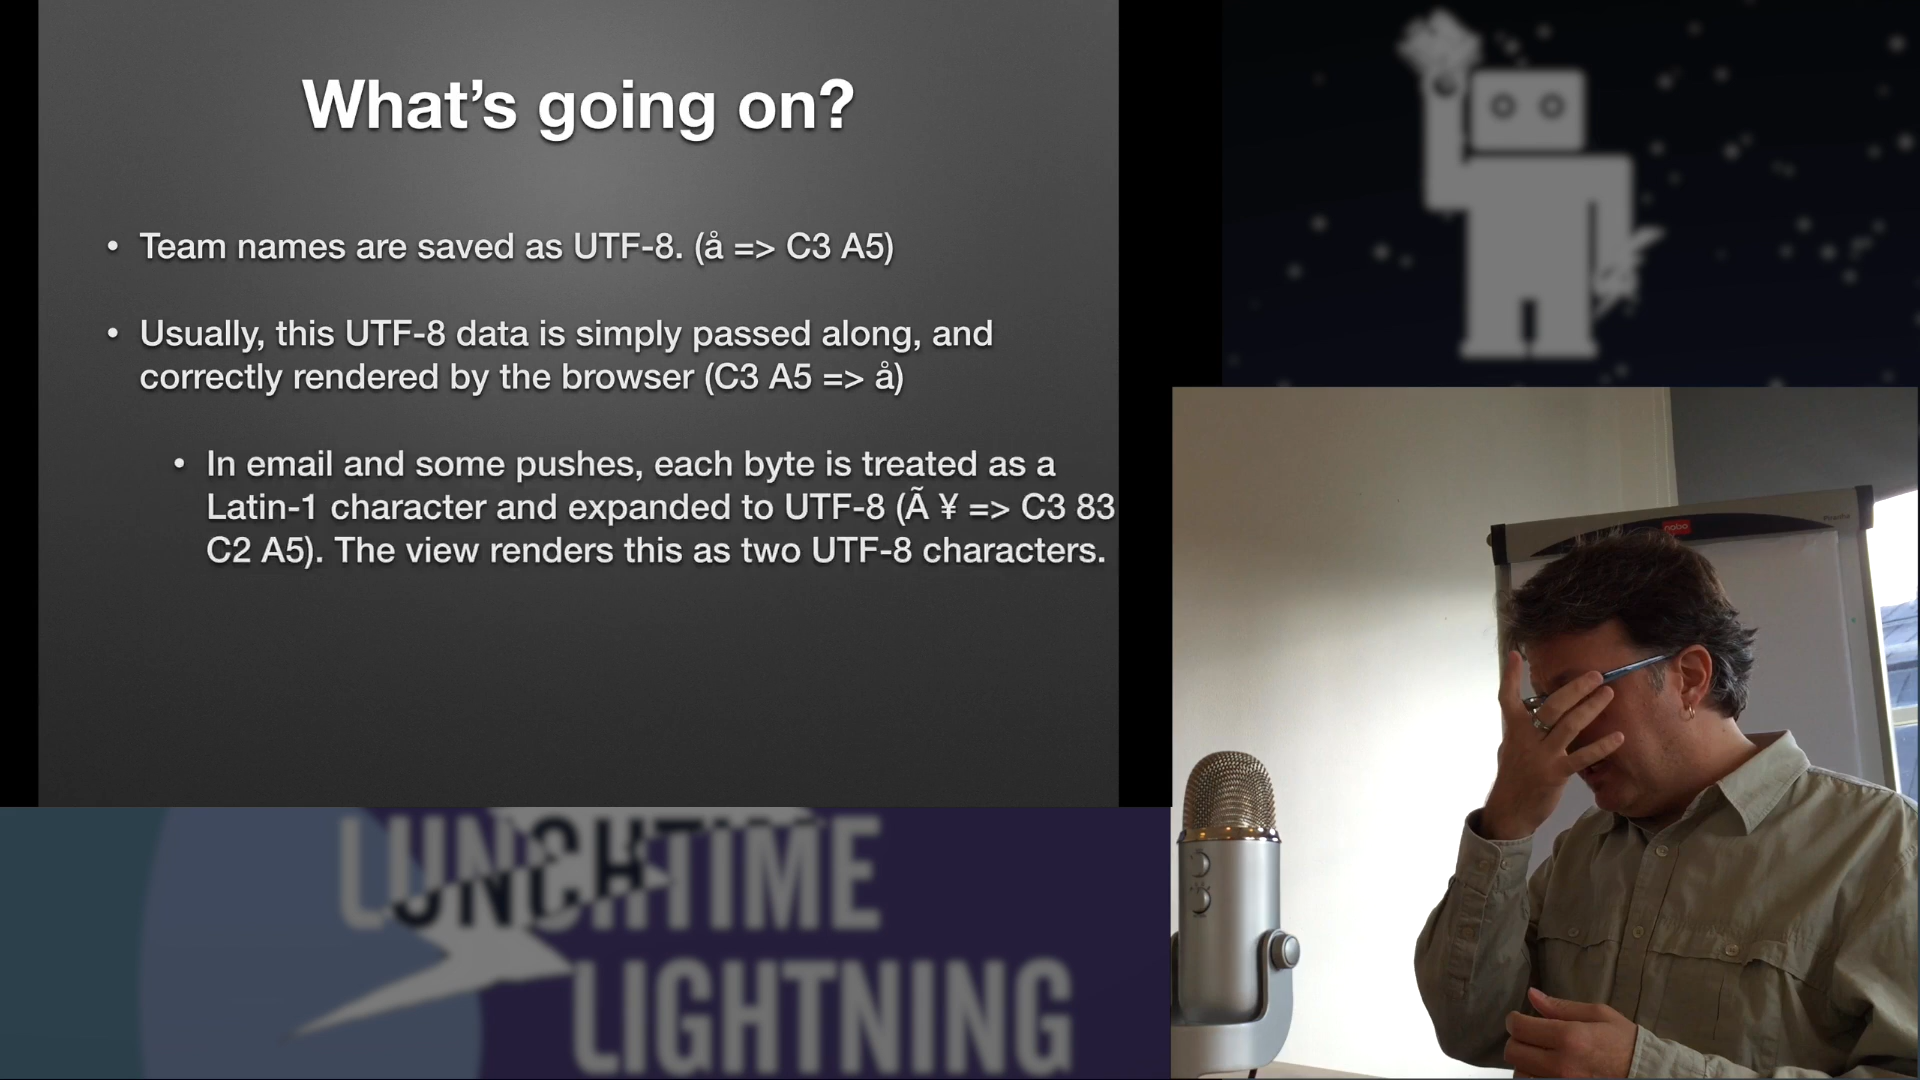 What’s going on?
• Team names are saved as UTF-8. (å => C3 A5)
• Usually, this UTF-8 data is simply passed along, and
correctly rendered by the browser (C3 A5 => å)
• In email and some pushes, each byte is treated as a
Latin-1 character and expanded to UTF-8 (Ã ¥ => C3 83
C2 A5). The view renders this as two UTF-8 characters.
nobo
LUNCHTIME
LIGHTNING